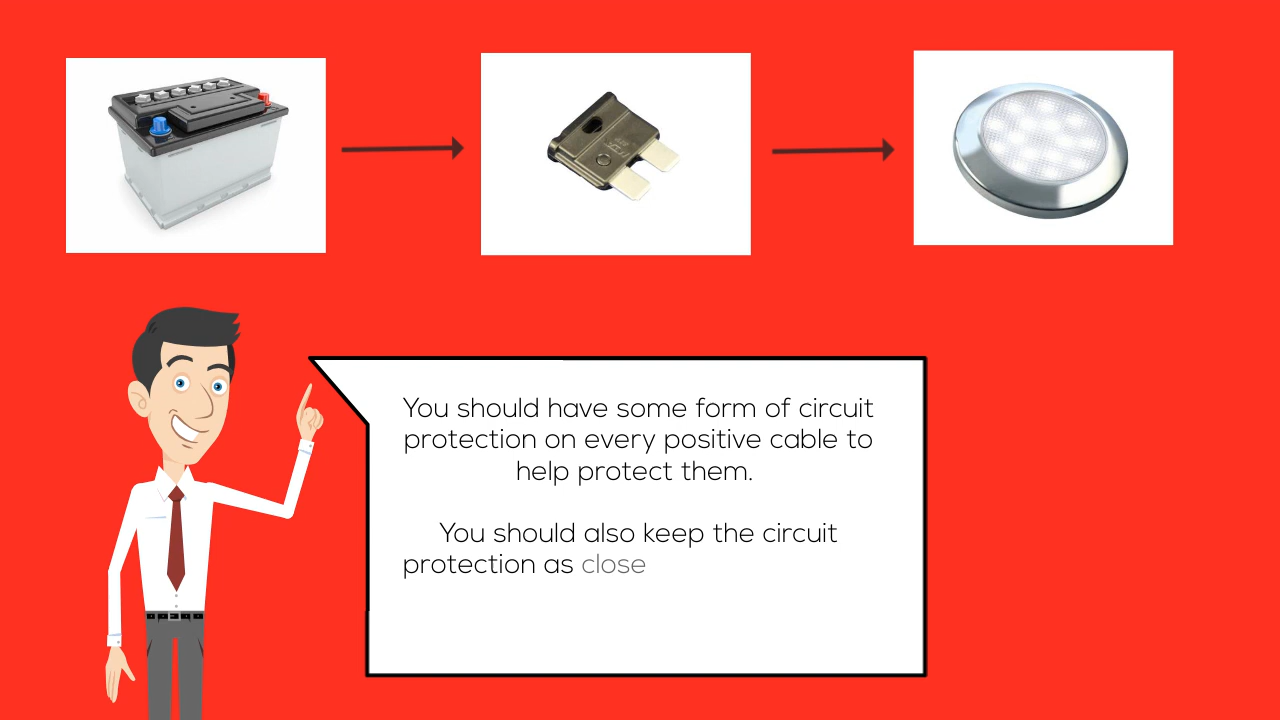 You should have some form of circuit
protection on every positive cable to
help protect them.
You should also keep the circuit
protection as close